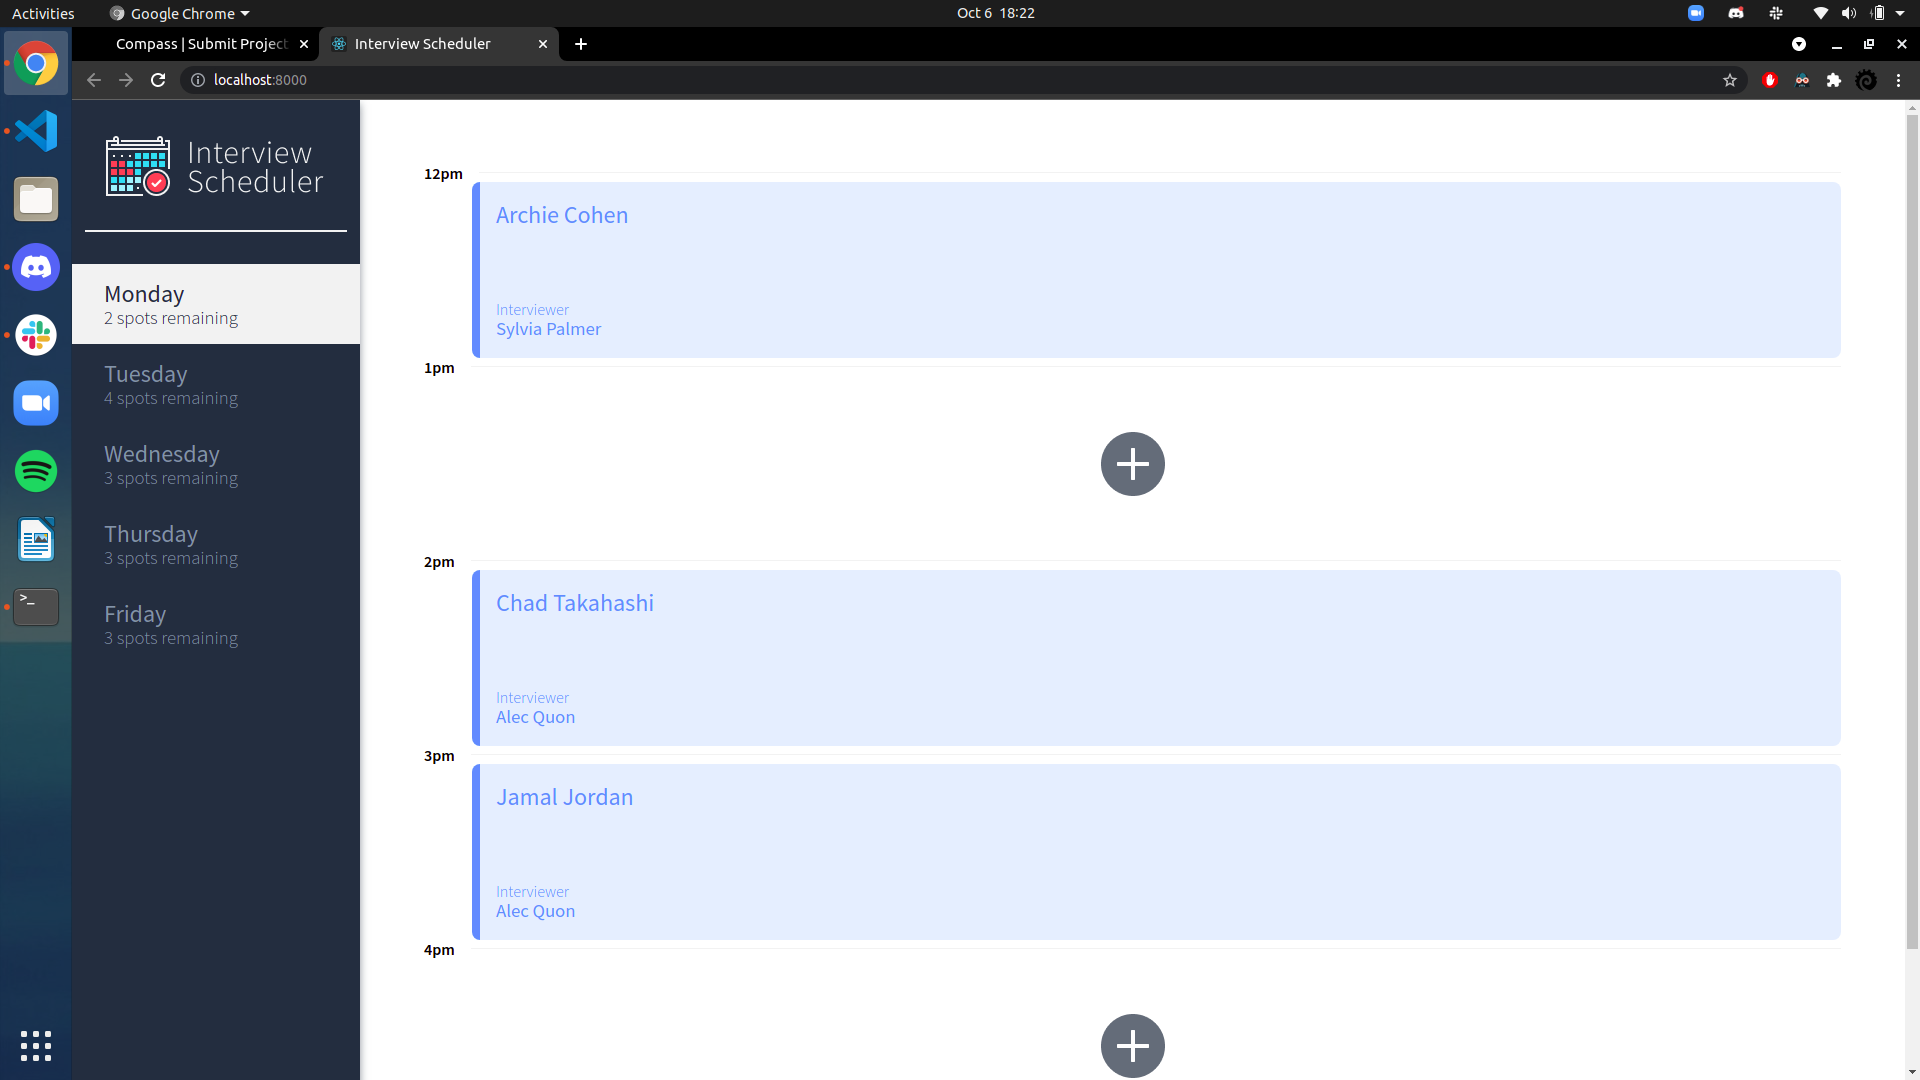 Activities
Google Chrome
Oct 6 18:22
Compass | Submit Project
Interview Scheduler
localhost:8000
Interview
Scheduler
Monday
2 spots remaining
Tuesday
4 spots remaining
Wednesday
3 spots remaining
Thursday
3 spots remaining
Friday
3 spots remaining
12pm
Archie Cohen
Interviewer
Sylvia Palmer
1pm
2pm
Chad Takahashi
Interviewer
Alec Quon
3pm
Jamal Jordan
Interviewer
Alec Quon
4pm